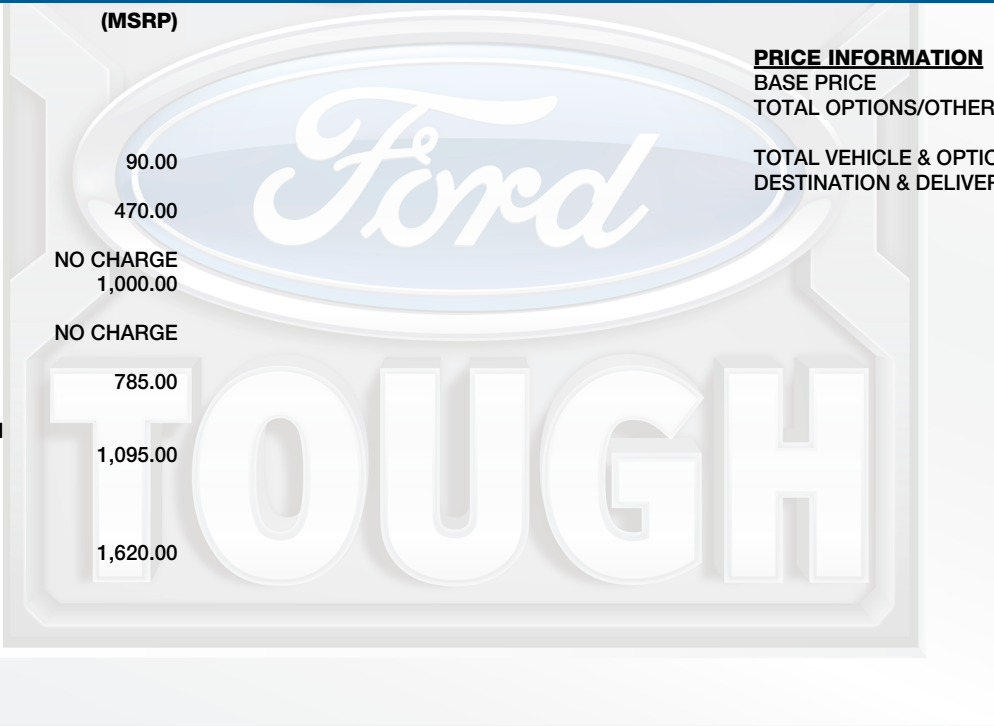 (MSRP)
90.00
470.00
NO CHARGE
1,000.00
NO CHARGE
785.00
1,095.00
1,620.00
PRICE INFORMATION
BASE PRICE
TOTAL OPTIONS/OTHER
TOTAL VEHICLE & OPTIO
DESTINATION & DELIVER
Ford
TOUGH